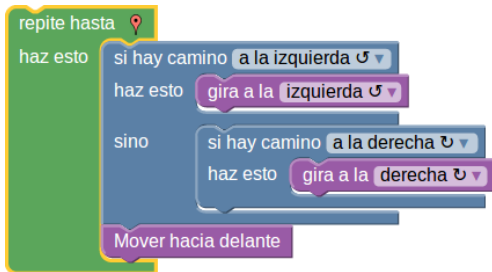 repite hasta
haz esto si hay camino a la izquierda ↺ ▾
haz esto gira a la izquierda ↺ ▾
sino si hay camino a la derecha ↻ ▾
haz esto gira a la derecha ↻ ▾
Mover hacia delante